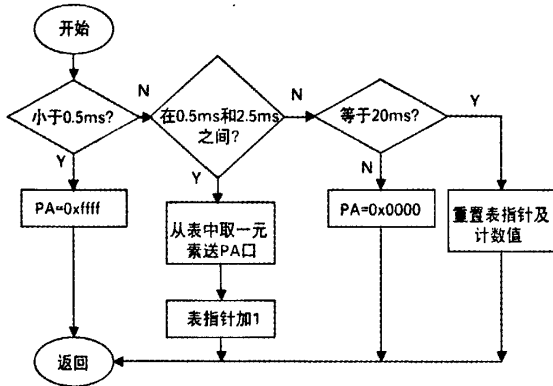 开始
小于0.5ms?
N
在0.5ms和2.5ms
之间?
N
等于20ms?
Y
Y
Y
N
PA=0xffff
从表中取一元
素送PA口
PA=0x0000
重置表指针及
计数值
表指针加1
返回